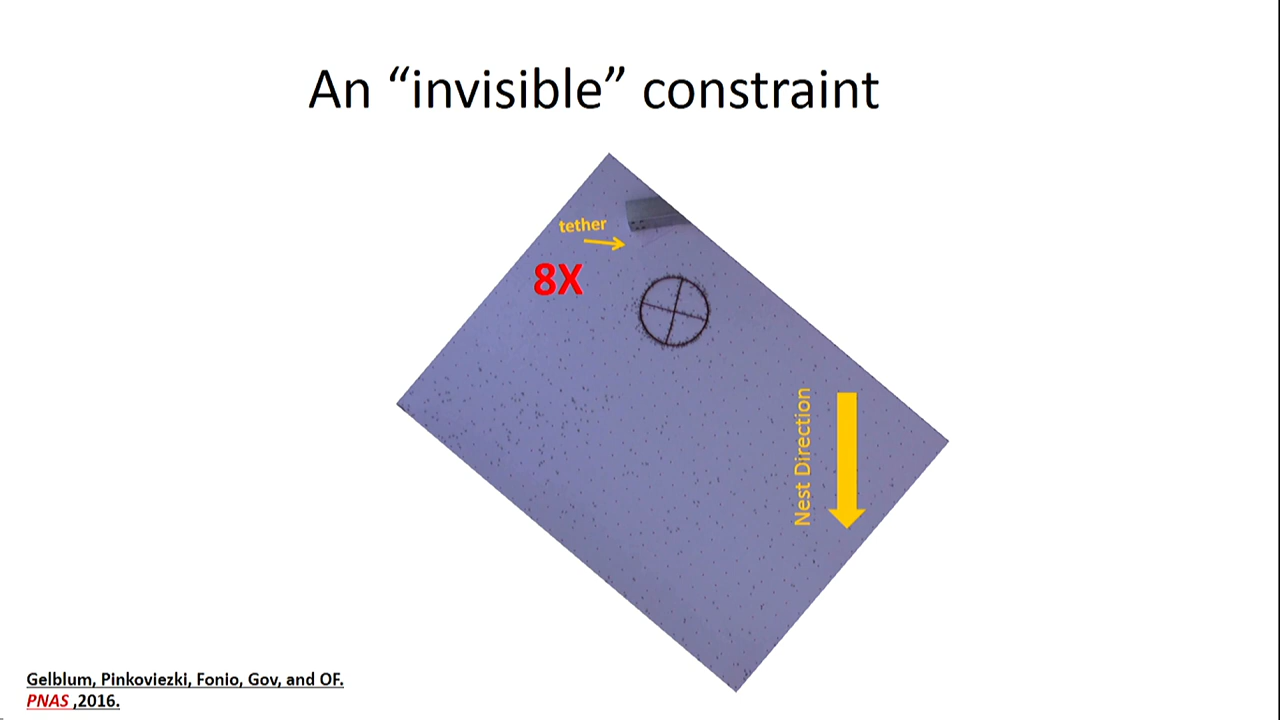 An “invisible” constraint
tether
8X
Nest Direction
Gelblum, Pinkoviezki, Fonio, Gov, and OF.
PNAS ,2016.